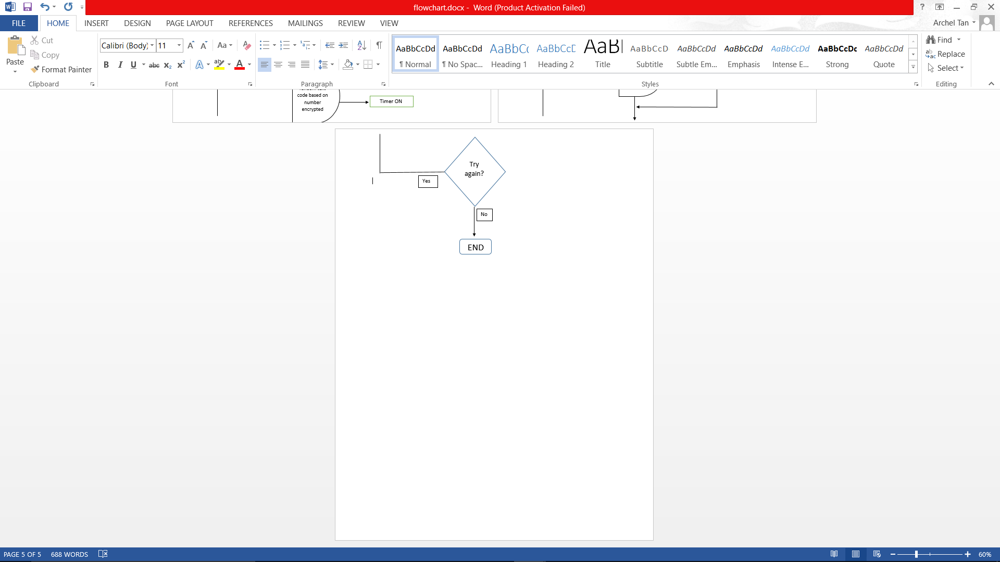 flowchart.docx - Word (Product Activation Failed)
FILE HOME INSERT DESIGN PAGE LAYOUT REFERENCES MAILINGS REVIEW VIEW
Archel Tan
Paste
Cut
Copy
Format Painter
Clipboard
Calibri (Body) 11
Font
Paragraph
AaBbCcDd AaBbCcDd AaBbCc AaBbCcD AaBl AaBbCcD AaBbCcDd AaBbCcDd AaBbCcDd AaBbCcDc AaBbCcDd
¶ Normal ¶ No Spac... Heading 1 Heading 2 Title Subtitle Subtle Em... Emphasis Intense E... Strong Quote
Styles
Find
Replace
Select
Editing
code based on
number
encrypted
Timer ON
Try
again?
Yes
No
END
PAGE 5 OF 5 688 WORDS
60%